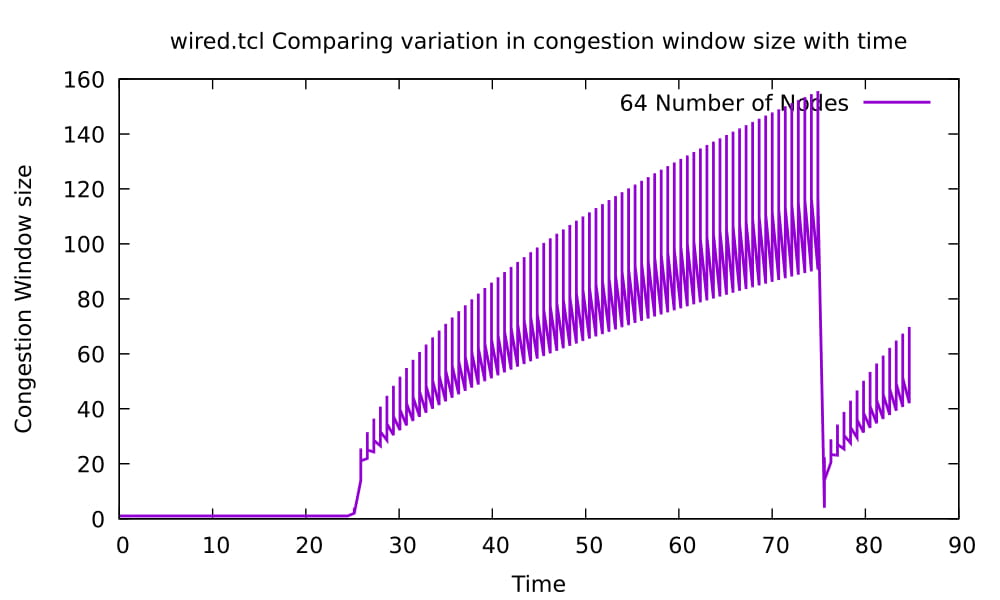 wired.tcl Comparing variation in congestion window size with time
64 Number of Nodes
160
140
120
100
80
60
40
20
0
Congestion Window size
0 10 20 30 40 50 60 70 80 90
Time